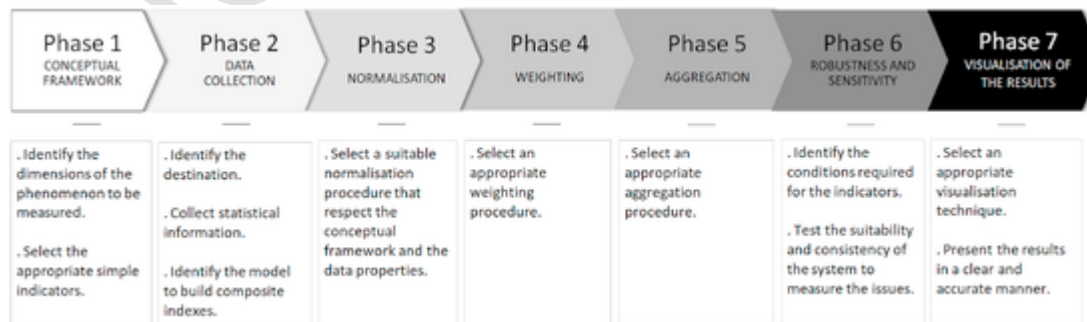 Phase 1
CONCEPTUAL
FRAMEWORK
Phase 2
DATA
COLLECTION
Phase 3
NORMALISATION
Phase 4
WEIGHTING
Phase 5
AGGREGATION
Phase 6
ROBUSTNESS AND
SENSITIVITY
Phase 7
VISUALISATION OF
THE RESULTS
. Identify the
dimensions of the
phenomenon to be
measured.
. Select the
appropriate simple
indicators.
. Identify the
destination.
. Collect statistical
information.
. Identify the model
to build composite
indexes.
. Select a suitable
normalisation
procedure that
respect the
conceptual
framework and the
data properties.
. Select an
appropriate
weighting
procedure.
. Select an
appropriate
aggregation
procedure.
. Identify the
conditions required
for the indicators.
. Test the suitability
and consistency of
the system to
measure the issues.
. Select an
appropriate
visualisation
technique.
. Present the results
in a clear and
accurate manner.